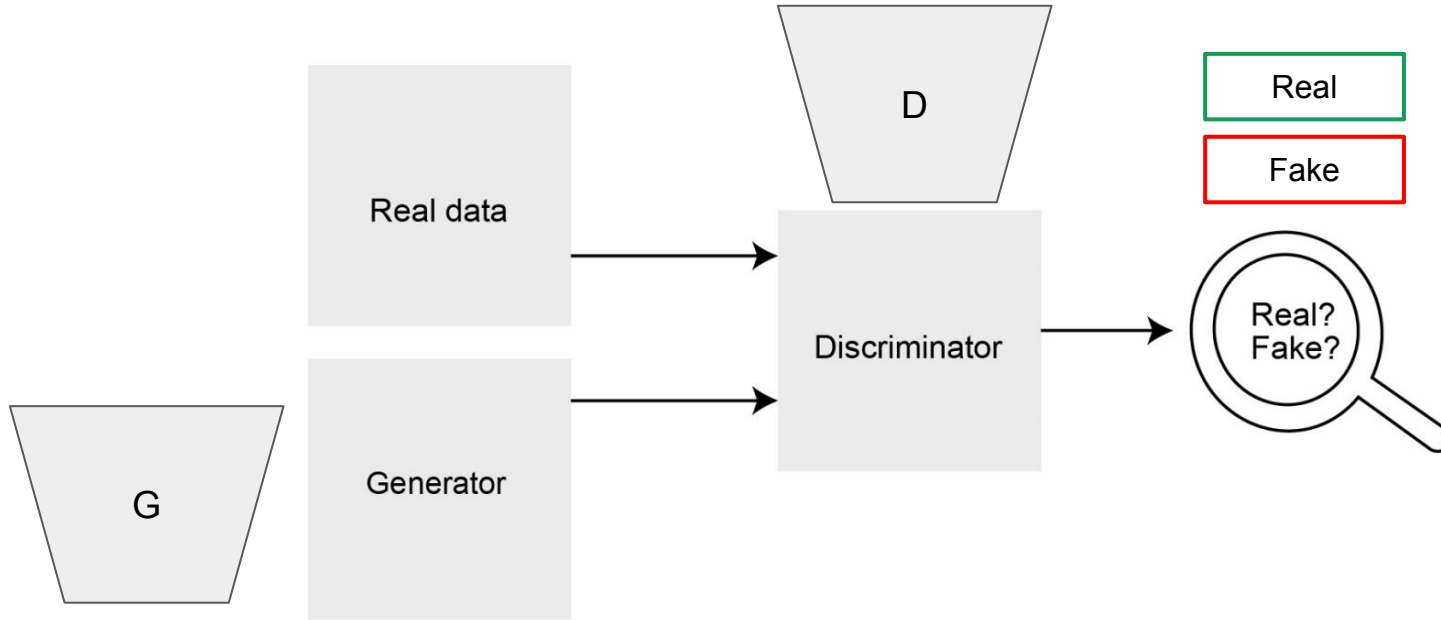 D
Real
Fake
Real data
Real?
Fake?
Discriminator
Generator
G